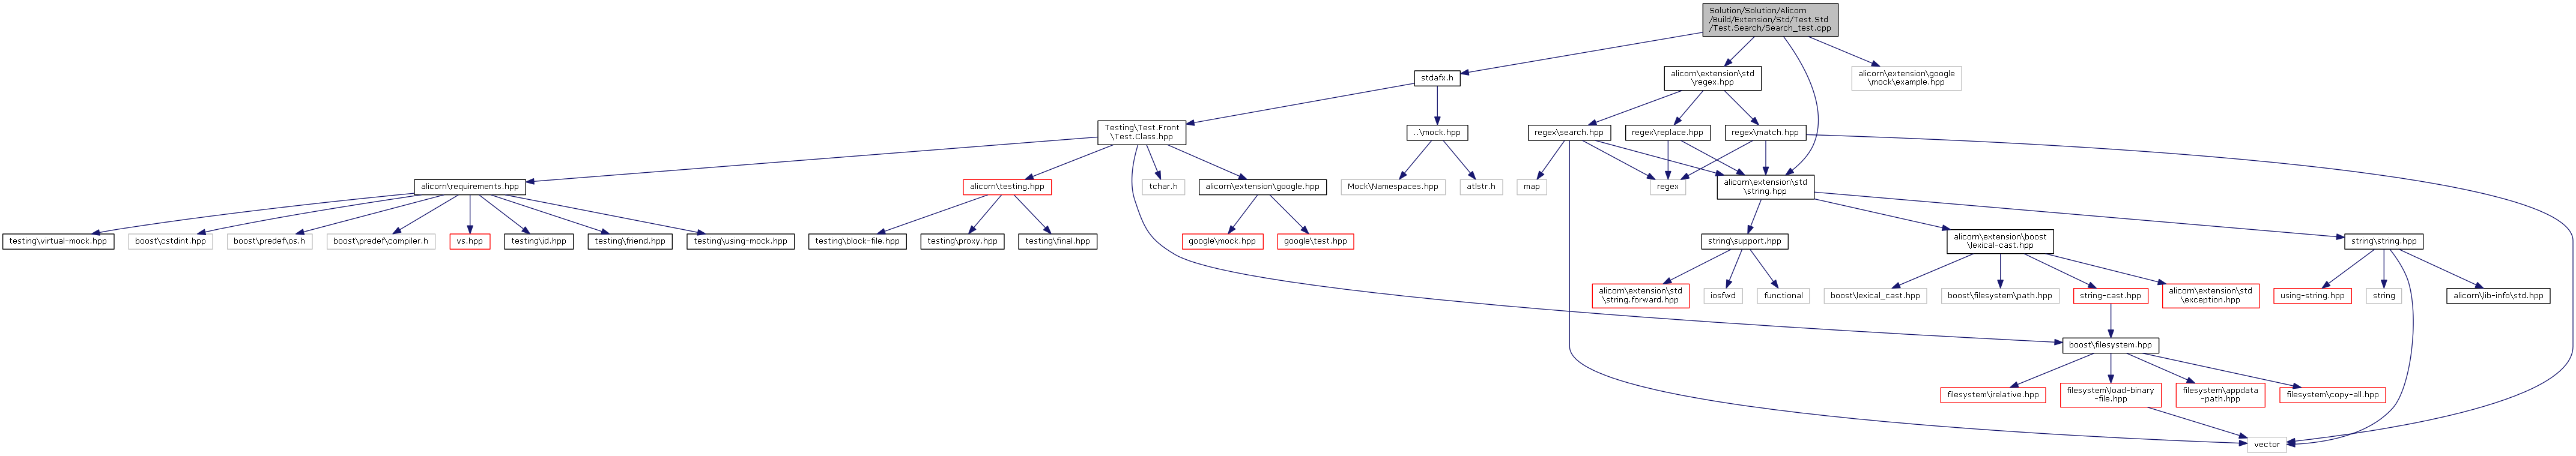 Solution/Solution/Alicorn
/Build/Extension/Std/Test.Std
/Test.Search/Search_test.cpp
stdafx.h
alicorn\extension\std
\regex.hpp
alicorn\extension\google
\mock\example.hpp
Testing\Test.Front
\Test.Class.hpp
..\mock.hpp
regex\search.hpp
regex\replace.hpp
regex\match.hpp
alicorn\requirements.hpp
alicorn\testing.hpp
tchar.h
alicorn\extension\google.hpp
Mock\Namespaces.hpp
atlstr.h
map
regex
alicorn\extension\std
\string.hpp
testing\virtual-mock.hpp
boost\cstdint.hpp
boost\predef\os.h
boost\predef\compiler.h
vs.hpp
testing\id.hpp
testing\friend.hpp
testing\using-mock.hpp
testing\block-file.hpp
testing\proxy.hpp
testing\final.hpp
google\mock.hpp
google\test.hpp
string\support.hpp
alicorn\extension\boost
\lexical-cast.hpp
string\string.hpp
alicorn\extension\std
\string.forward.hpp
iosfwd
functional
boost\lexical_cast.hpp
boost\filesystem\path.hpp
string-cast.hpp
alicorn\extension\std
\exception.hpp
using-string.hpp
string
alicorn\lib-info\std.hpp
boost\filesystem.hpp
filesystem\irelative.hpp
filesystem\load-binary
-file.hpp
filesystem\appdata
-path.hpp
filesystem\copy-all.hpp
vector